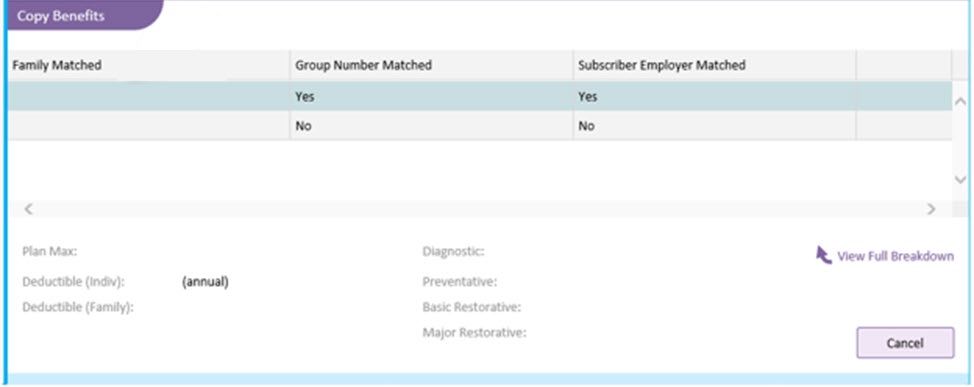 Copy Benefits
Family Matched Group Number Matched Subscriber Employer Matched
Yes Yes
No No
Plan Max: Diagnostic:
View Full Breakdown
Deductible (Indiv): (annual) Preventative:
Deductible (Family): Basic Restorative:
Major Restorative:
Cancel